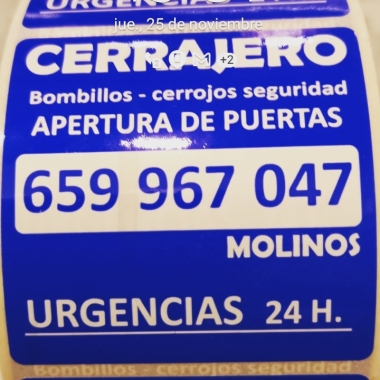 URGENCIAS
jue, 25 de noviembre
+2
CERRAJERO
Bombillos - cerrojos seguridad
APERTURA DE PUERTAS
659 967 047
MOLINOS
URGENCIAS 24 H.
Bombillos - cerrojos seguridad